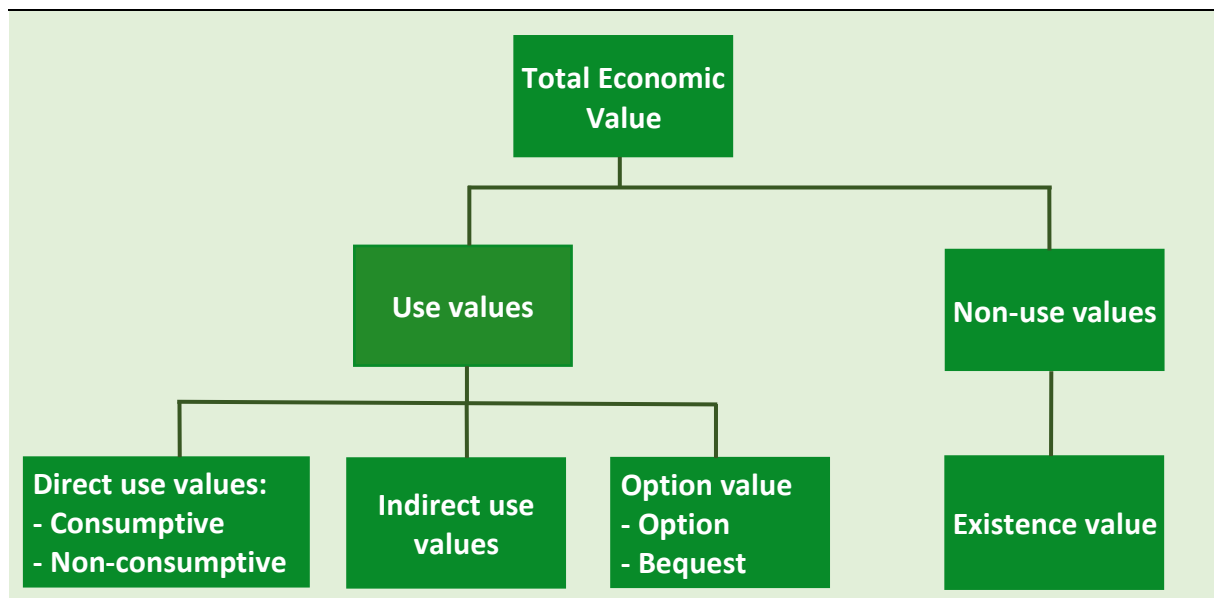 Total Economic
Value
Use values
Non-use values
Direct use values:
- Consumptive
- Non-consumptive
Indirect use
values
Option value
- Option
- Bequest
Existence value